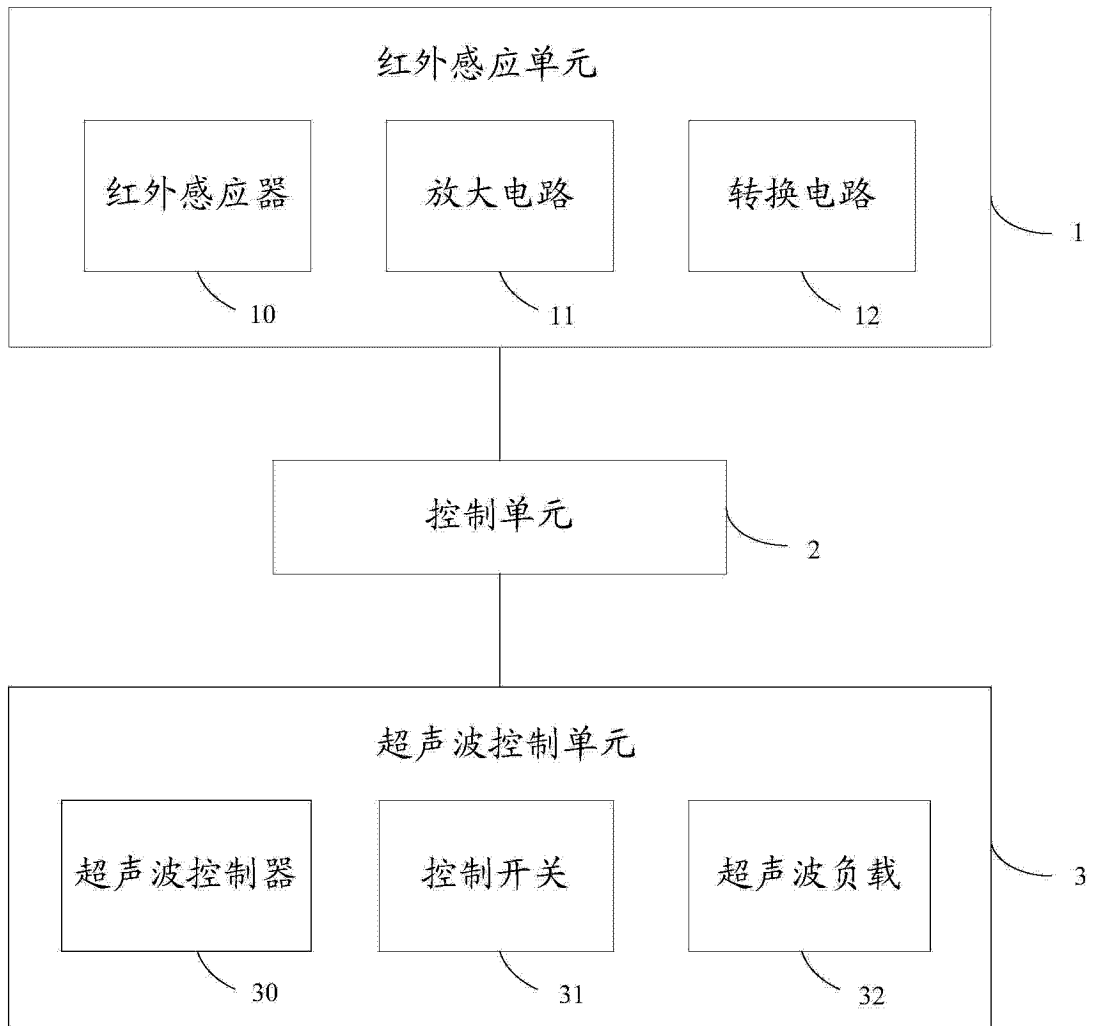 红外感应单元
红外感应器 放大电路 转换电路
1
10 11 12
控制单元
2
超声波控制单元
超声波控制器 控制开关 超声波负载
3
30 31 32